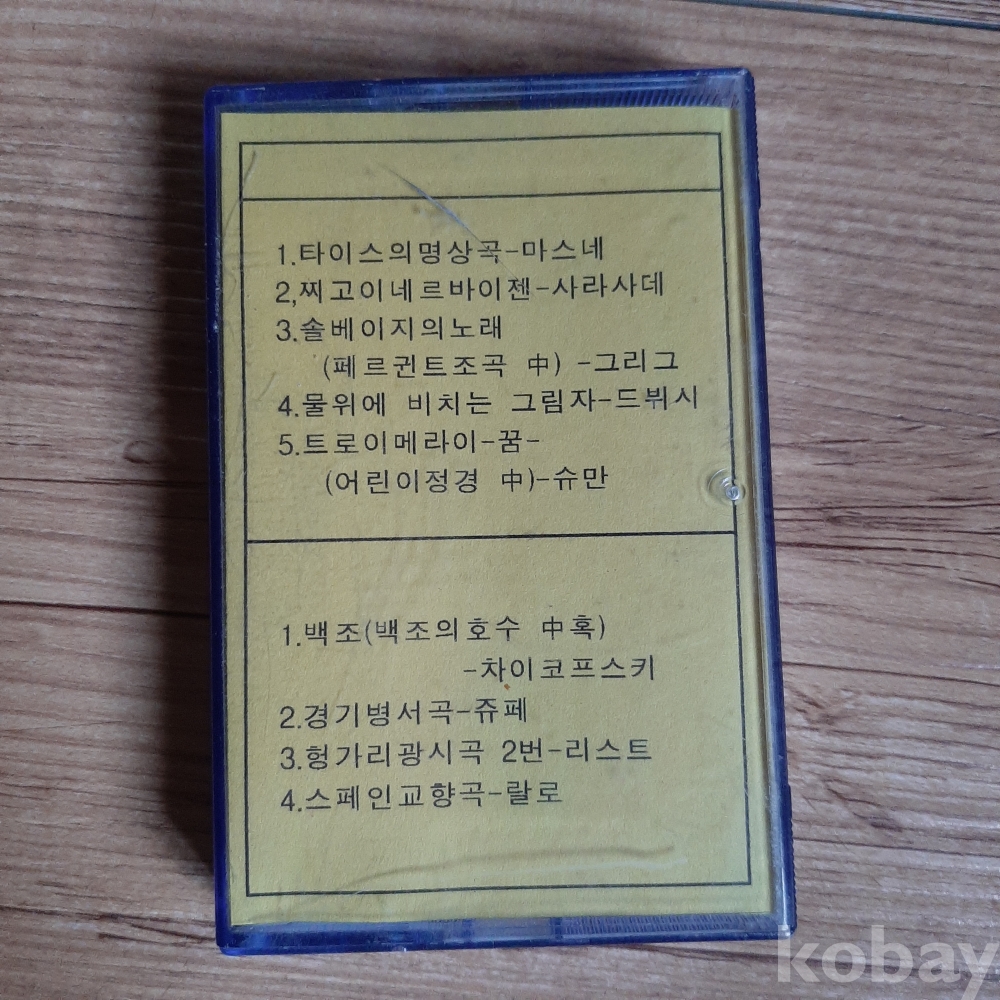 1.타이스의명상곡-마스네
2,찌고이네르바이젠-사라사데
3.솔베이지의노래
(페르귄트조곡 中) -그리그
4.물위에 비치는 그림자-드뷔시
5.트로이메라이-꿈-
(어린이정경 中)-슈만
1.백조(백조의호수 中혹)
-차이코프스키
2.경기병서곡-쥬페
3.헝가리광시곡 2번-리스트
4.스페인교향곡-랄로
kobay